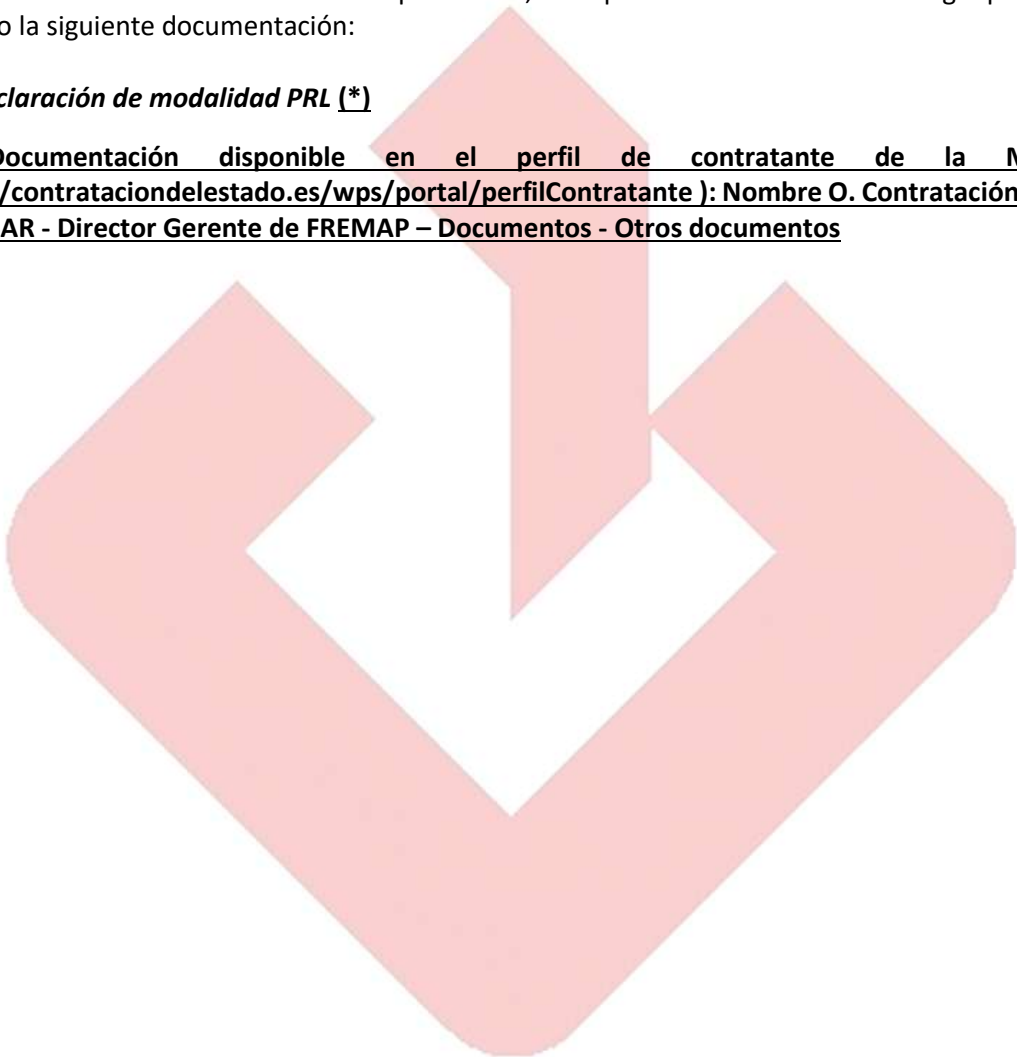 o la siguiente documentación:
claración de modalidad PRL (*)
Documentación disponible en el perfil de contratante de la M
/contrataciondelestado.es/wps/portal/perfilContratante ): Nombre O. Contratación
AR - Director Gerente de FREMAP – Documentos - Otros documentos